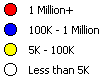 1 Million+
100K - 1 Million
5K - 100K
Less than 5K